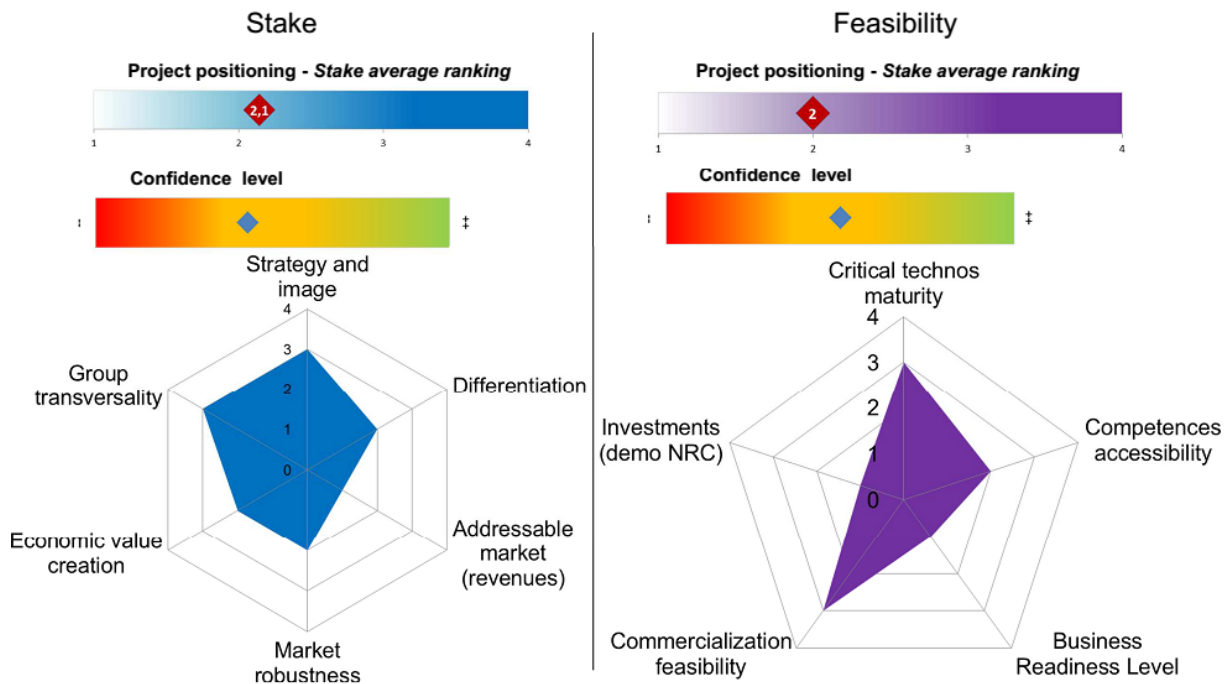 Stake
Project positioning - Stake average ranking
2,1
1
2
3
4
Confidence level
‡
Strategy and
image
4
3
2
1
0
Group
transversality
Differentiation
Economic value
creation
Addressable
market
(revenues)
Market
robustness
Feasibility
Project positioning - Stake average ranking
2
1
2
3
4
Confidence level
‡
Critical technos
maturity
4
3
2
1
0
Investments
(demo NRC)
Competences
accessibility
Commercialization
feasibility
Business
Readiness Level